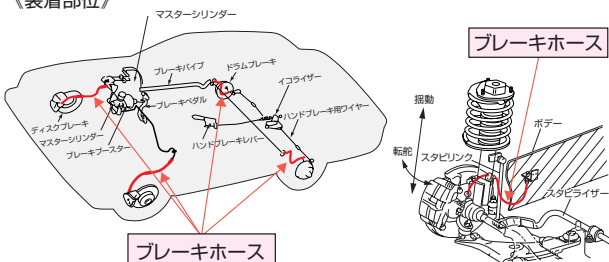 《装着部位》
マスターシリンダー
ブレーキパイプ
ドラムブレーキ
イコライザー
ブレーキペダル
ハンドブレーキ用ワイヤー
ディスクブレーキ
マスターシリンダー
ブレーキブースター
ハンドブレーキレバー
ブレーキホース
ブレーキホース
揺動
ボデー
転舵
スタビリンク
スタビライザー